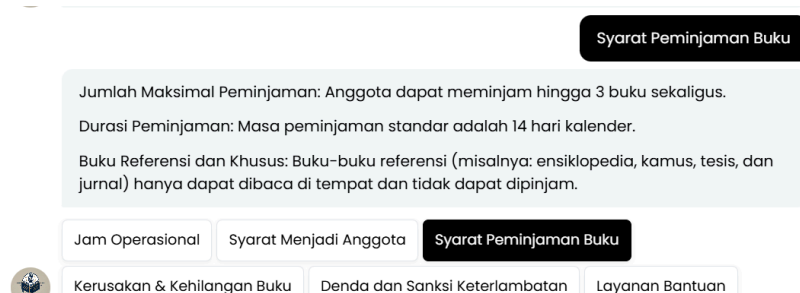 Syarat Peminjaman Buku
Jumlah Maksimal Peminjaman: Anggota dapat meminjam hingga 3 buku sekaligus.
Durasi Peminjaman: Masa peminjaman standar adalah 14 hari kalender.
Buku Referensi dan Khusus: Buku-buku referensi (misalnya: ensiklopedia, kamus, tesis, dan
jurnal) hanya dapat dibaca di tempat dan tidak dapat dipinjam.
Jam Operasional Syarat Menjadi Anggota Syarat Peminjaman Buku
Kerusakan & Kehilangan Buku Denda dan Sanksi Keterlambatan Layanan Bantuan